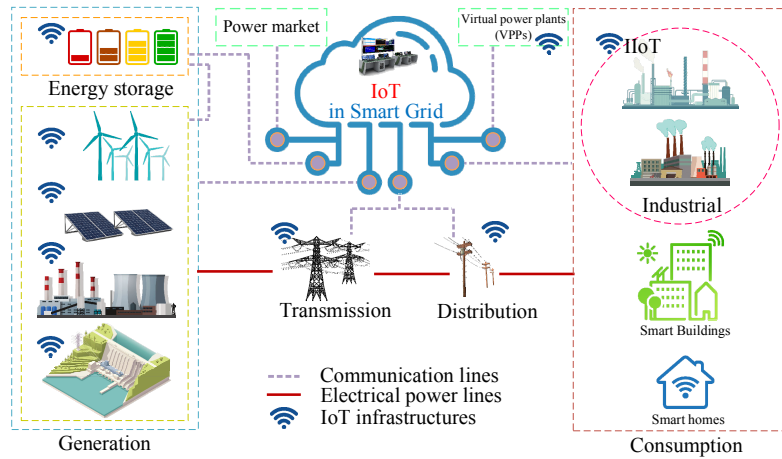 Power market
Virtual power plants
(VPPs)
IIoT
Energy storage
IoT
in Smart Grid
Industrial
Transmission
Distribution
Smart Buildings
Communication lines
Electrical power lines
IoT infrastructures
Smart homes
Generation
Consumption